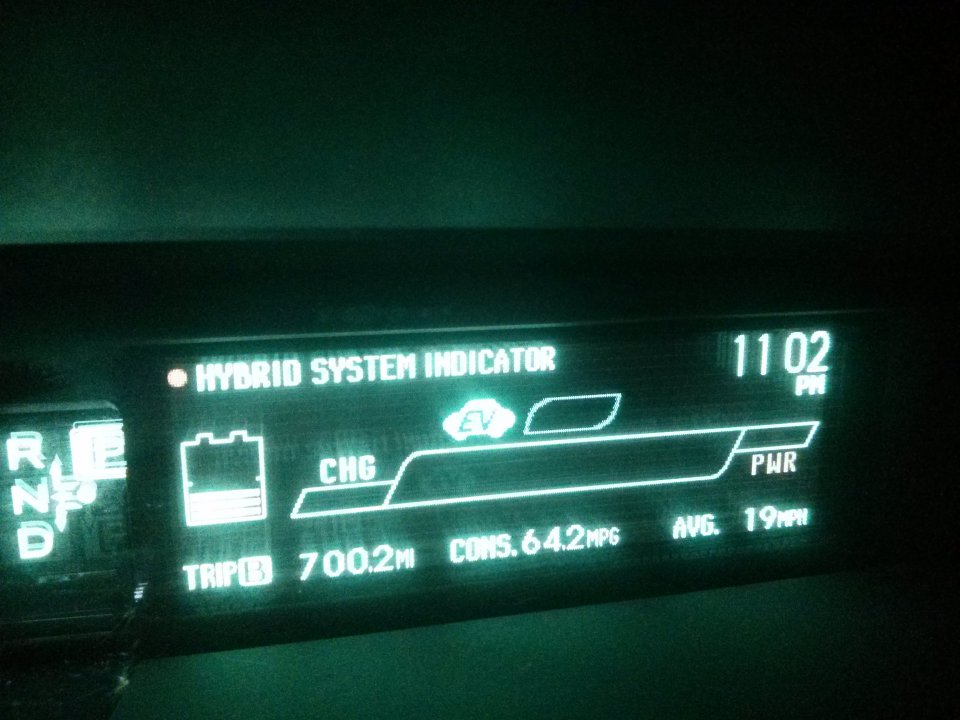 HYBRID SYSTEM INDICATOR
11 02
PM
EV
CHG
PWR
R
P
N
D
TRIP B 700.2MI CONS. 64.2MPG AVG. 19MPH